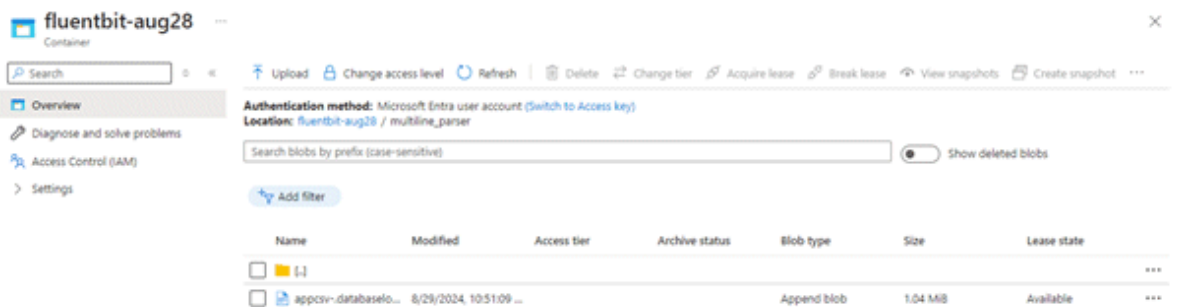 fluentbit-aug28 ...
Container
Search
Upload Change access level Refresh Delete Change tier Acquire lease Break lease View snapshots Create snapshot ...
Overview
Diagnose and solve problems
Access Control (IAM)
Settings
Authentication method: Microsoft Entra user account (Switch to Access key)
Location: fluentbit-aug28 / multiline_parser
Search blobs by prefix (case-sensitive)
Show deleted blobs
Add filter
Name Modified Access tier Archive status Blob type Size Lease state
[..]
appcsv-.databaselo... 8/29/2024, 10:51:09 ... Append blob 1.04 MiB Available